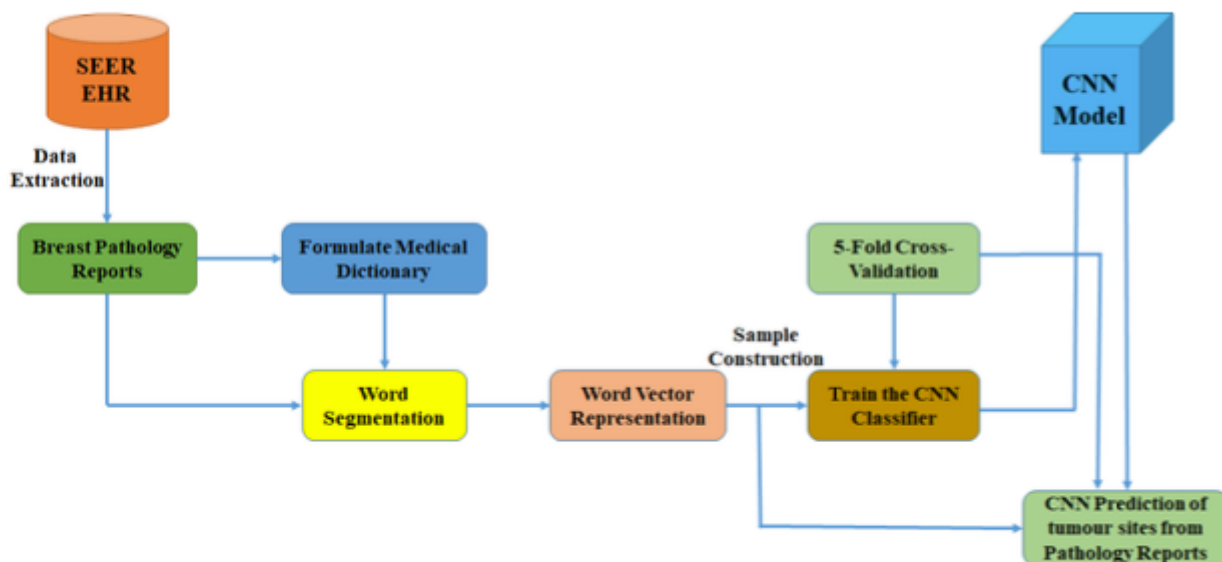 SEER
EHR
CNN
Model
Data
Extraction
Breast Pathology
Reports
Formulate Medical
Dictionary
5-Fold Cross-
Validation
Sample
Construction
Word
Segmentation
Word Vector
Representation
Train the CNN
Classifier
CNN Prediction of
tumour sites from
Pathology Reports